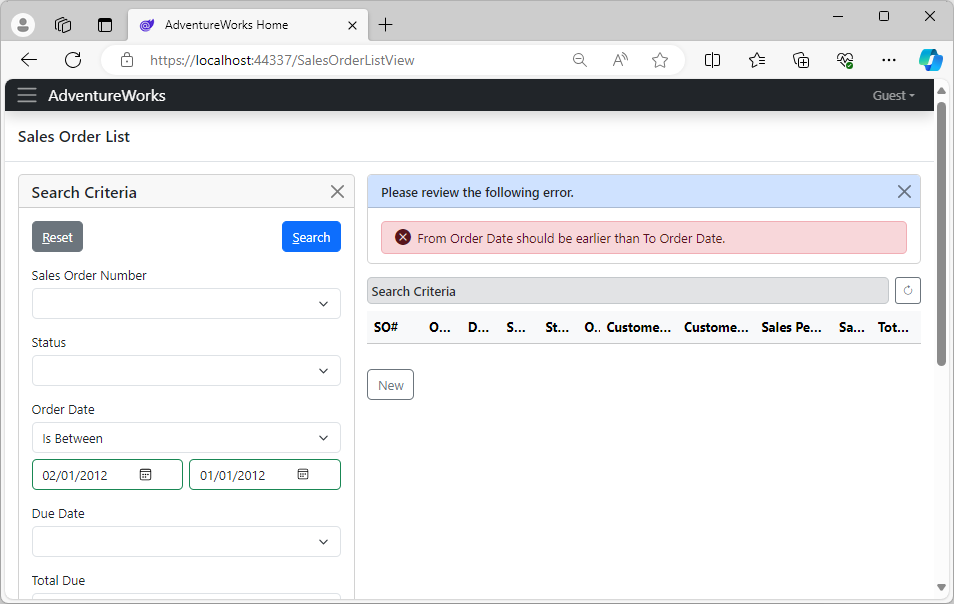 AdventureWorks Home
https://localhost:44337/SalesOrderListView
AdventureWorks
Guest
Sales Order List
Search Criteria
Reset
Search
Sales Order Number
Status
Order Date
Is Between
02/01/2012
01/01/2012
Due Date
Total Due
Please review the following error.
From Order Date should be earlier than To Order Date.
Search Criteria
SO# O... D... S... St... O.. Custome... Custome... Sales Pe... Sa... Tot...
New